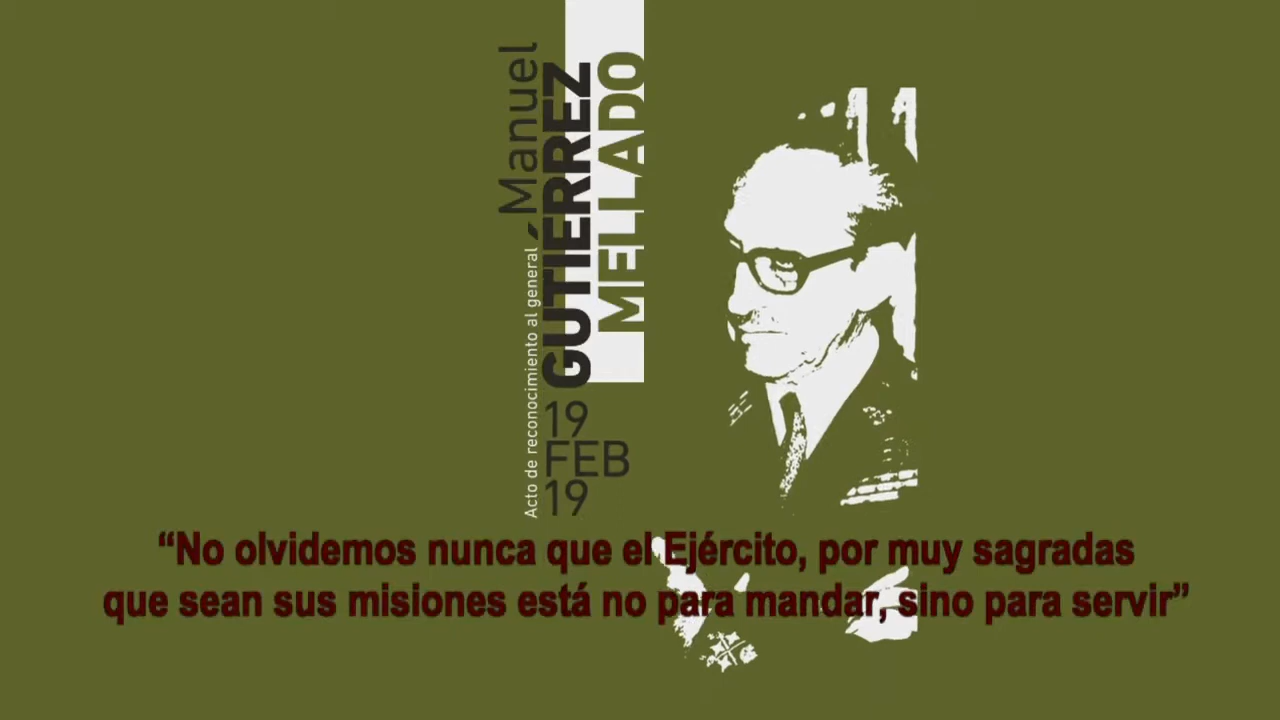 Acto de reconocimiento al general
Manuel
GUTIÉRREZ
MELLADO
19
FEB
19
“No olvidemos nunca que el Ejército, por muy sagradas
que sean sus misiones está no para mandar, sino para servir”